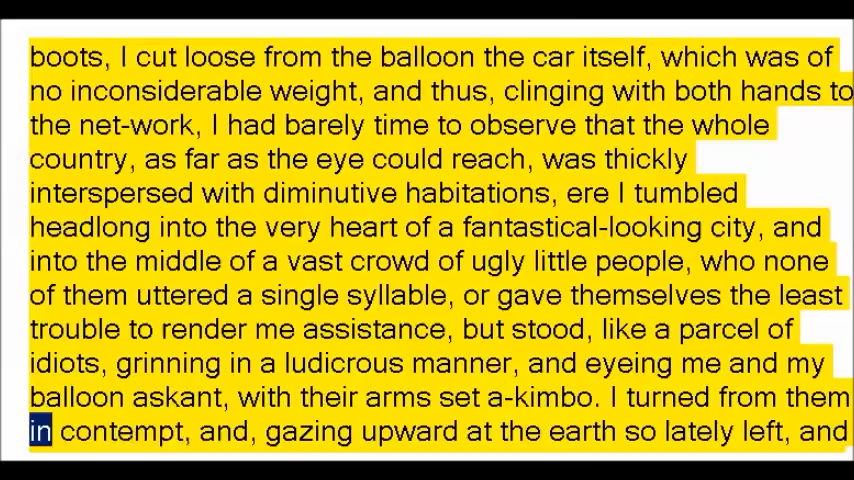 boots, I cut loose from the balloon the car itself, which was of
no inconsiderable weight, and thus, clinging with both hands to
the net-work, I had barely time to observe that the whole
country, as far as the eye could reach, was thickly
interspersed with diminutive habitations, ere I tumbled
headlong into the very heart of a fantastical-looking city, and
into the middle of a vast crowd of ugly little people, who none
of them uttered a single syllable, or gave themselves the least
trouble to render me assistance, but stood, like a parcel of
idiots, grinning in a ludicrous manner, and eyeing me and my
balloon askant, with their arms set a-kimbo. I turned from them
in contempt, and, gazing upward at the earth so lately left, and